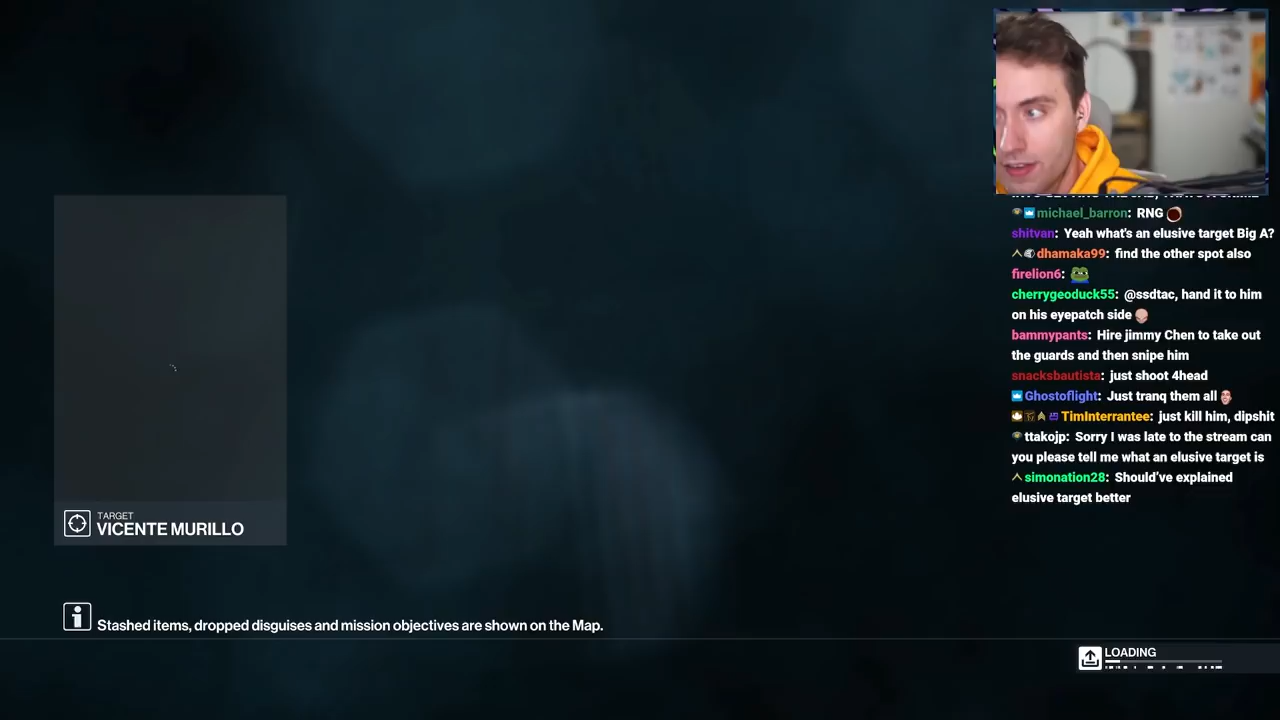 michael_barron: RNG
shitvan: Yeah what's an elusive target Big A?
dhamaka99: find the other spot also
firelion6:
cherrygeoduck55: @ssdtac, hand it to him
on his eyepatch side
bammypants: Hire jimmy Chen to take out
the guards and then snipe him
snacksbautista: just shoot 4head
Ghostoflight: Just tranq them all
TimInterrantee: just kill him, dipshit
ttakojp: Sorry I was late to the stream can
you please tell me what an elusive target is
simonation28: Should've explained
elusive target better
TARGET
VICENTE MURILLO
Stashed items, dropped disguises and mission objectives are shown on the Map.
LOADING